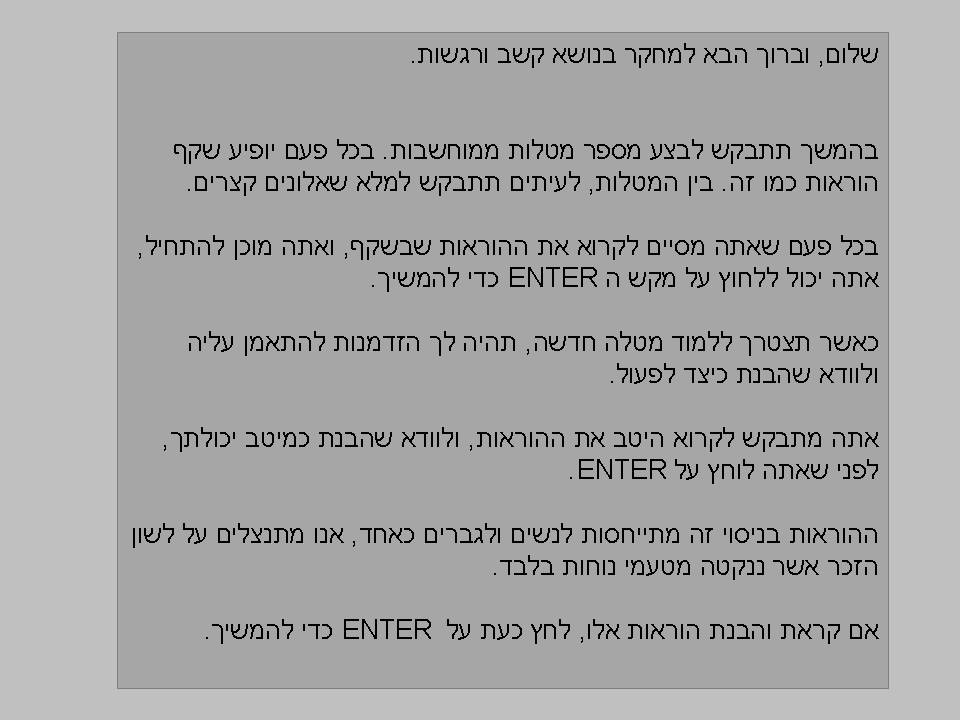 שלום, וברוך הבא למחקר בנושא קשב ורגשות.
בהמשך תתבקש לבצע מספר מטלות ממוחשבות. בכל פעם יופיע שקף
הוראות כמו זה. בין המטלות, לעיתים תתבקש למלא שאלונים קצרים.
בכל פעם שאתה מסיים לקרוא את ההוראות שבשקף, ואתה מוכן להתחיל,
אתה יכול ללחוץ על מקש ה ENTER כדי להמשיך.
כאשר תצטרך ללמוד מטלה חדשה, תהיה לך הזדמנות להתאמן עליה
ולוודא שהבנת כיצד לפעול.
אתה מתבקש לקרוא היטב את ההוראות, ולוודא שהבנת כמיטב יכולתך,
לפני שאתה לוחץ על ENTER.
ההוראות בניסוי זה מתייחסות לנשים ולגברים כאחד, אנו מתנצלים על לשון
הזכר אשר ננקטה מטעמי נוחות בלבד.
אם קראת והבנת הוראות אלו, לחץ כעת על  ENTER כדי להמשיך.